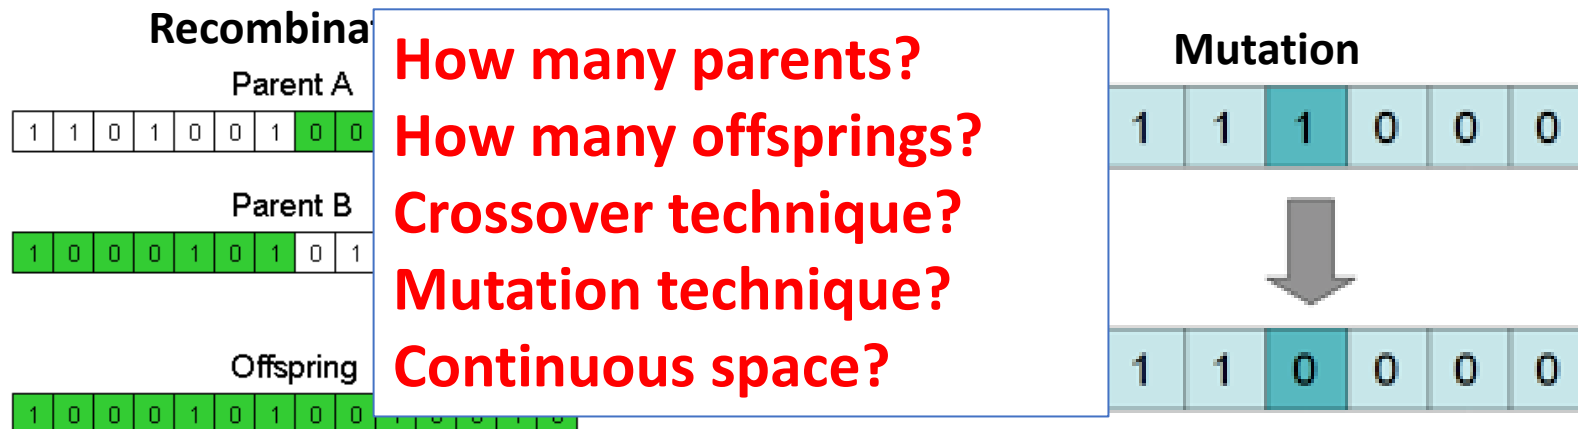 Recombina
Parent A
1 1 0 1 0 0 1 0 0
Parent B
1 0 0 0 1 0 1 0 1
Offspring
1 0 0 0 1 0 1 0 0
How many parents?
How many offsprings?
Crossover technique?
Mutation technique?
Continuous space?
Mutation
1 1 1 0 0 0
1 1 0 0 0 0